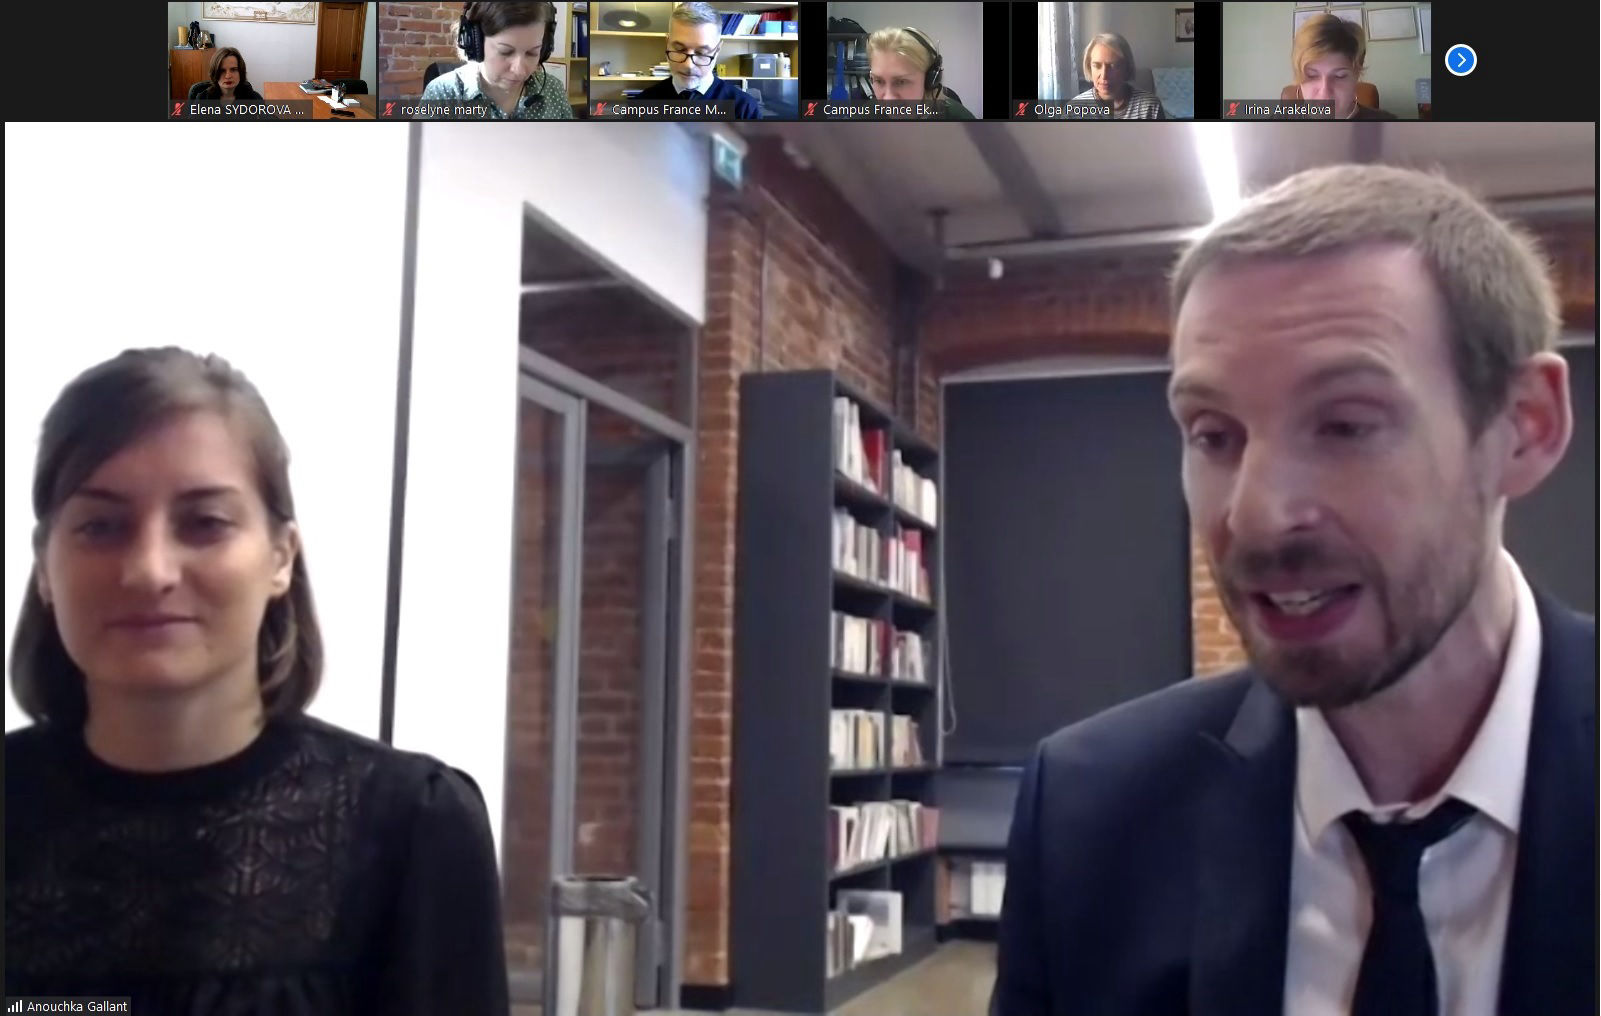 Elena SYDOROVA ...
roselyne marty
Campus France M...
Campus France Ek...
Olga Popova
Irina Arakelova
Anouchka Gallant